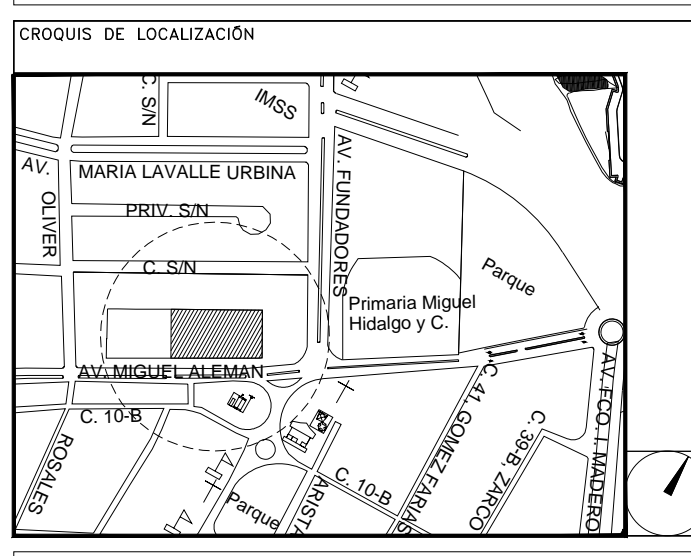 CROQUIS DE LOCALIZACIÓN
C. S/N
IMSS
AV.
MARIA LAVALLE URBINA
AV. FUNDADORES
OLIVER
PRIV. S/N
C. S/N
Parque
Primaria Miguel
Hidalgo y C.
AV. MIGUEL ALEMAN
C. 10-B
ROSALES
Parque
ARISTA
C. 10-B
C. 41, GOMEZ FARIAS
C. 39-B, ZARCO
AV. FCO. I. MADERO